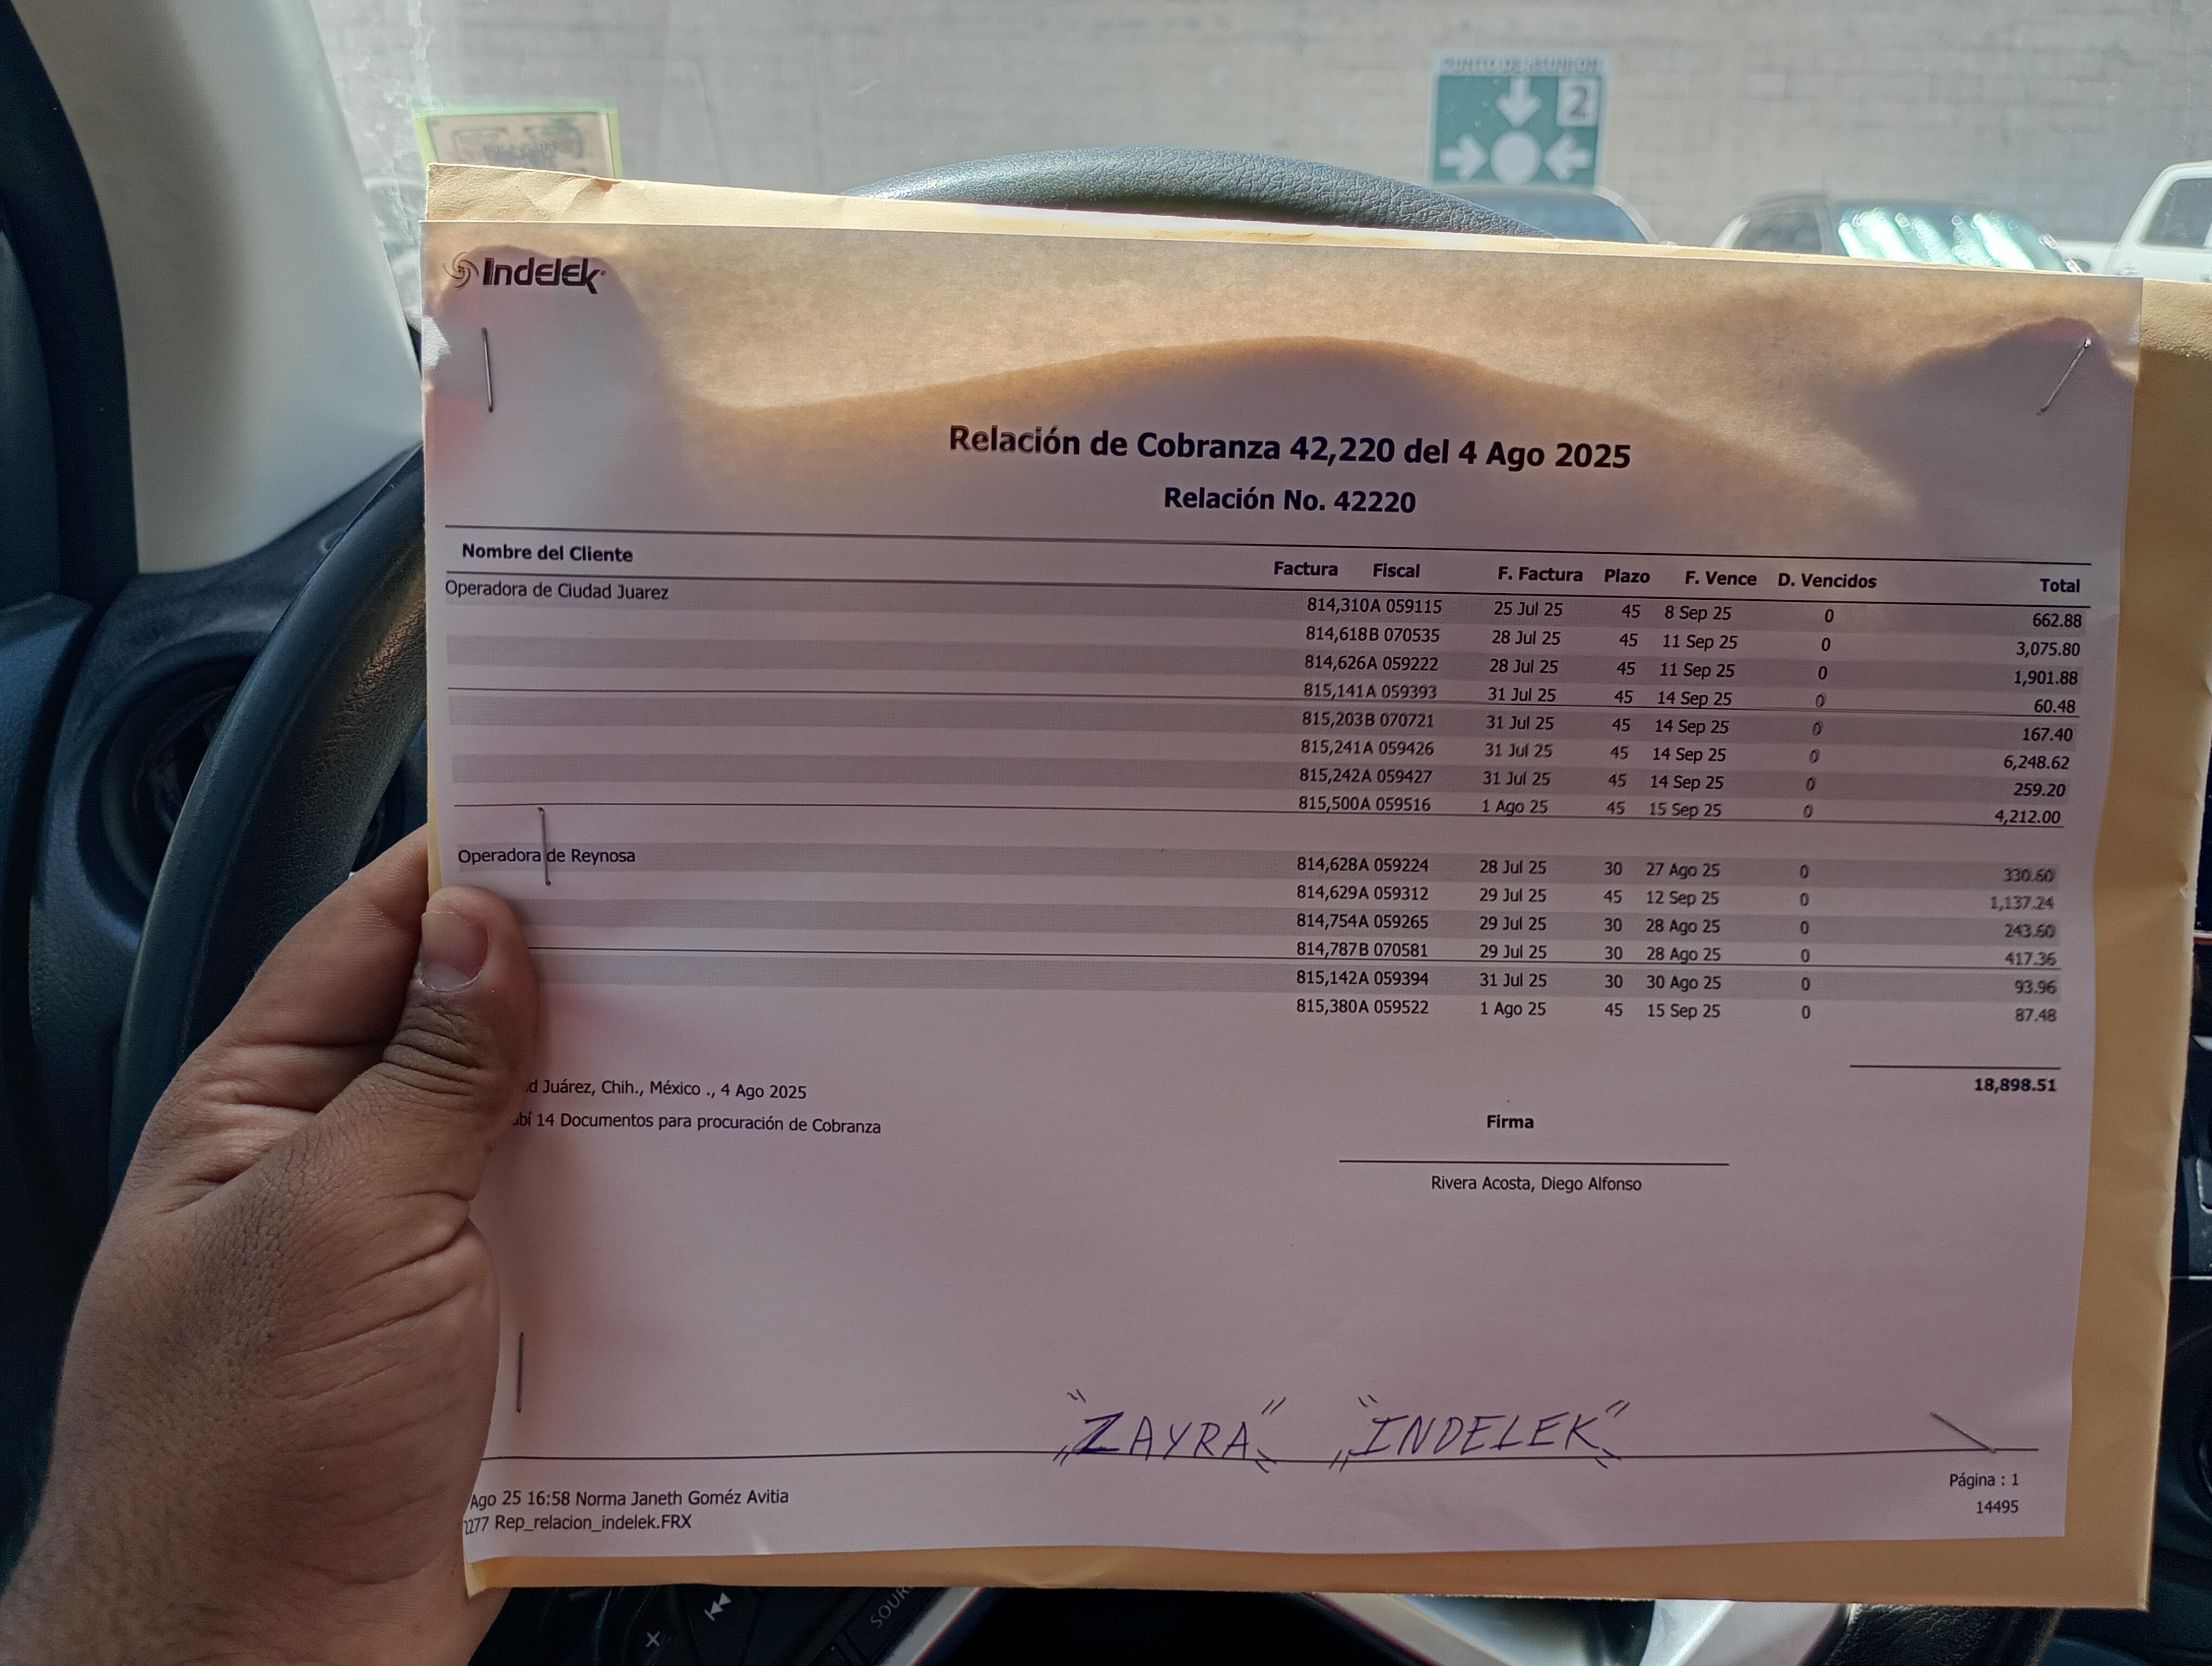 PUNTO DE REUNIÓN
2
Indelek
Relación de Cobranza 42,220 del 4 Ago 2025
Relación No. 42220
Nombre del Cliente Factura Fiscal F. Factura Plazo F. Vence D. Vencidos Total
Operadora de Ciudad Juarez 814,310A 059115 25 Jul 25 45 8 Sep 25 0 662.88
814,618B 070535 28 Jul 25 45 11 Sep 25 0 3,075.80
814,626A 059222 28 Jul 25 45 11 Sep 25 0 1,901.88
815,141A 059393 31 Jul 25 45 14 Sep 25 0 60.48
815,203B 070721 31 Jul 25 45 14 Sep 25 0 167.40
815,241A 059426 31 Jul 25 45 14 Sep 25 0 6,248.62
815,242A 059427 31 Jul 25 45 14 Sep 25 0 259.20
815,500A 059516 1 Ago 25 45 15 Sep 25 0 4,212.00
Operadora de Reynosa 814,628A 059224 28 Jul 25 30 27 Ago 25 0 330.60
814,629A 059312 29 Jul 25 45 12 Sep 25 0 1,137.24
814,754A 059265 29 Jul 25 30 28 Ago 25 0 243.60
814,787B 070581 29 Jul 25 30 28 Ago 25 0 417.36
815,142A 059394 31 Jul 25 30 30 Ago 25 0 93.96
815,380A 059522 1 Ago 25 45 15 Sep 25 0 87.48
18,898.51
d Juárez, Chih., México ., 4 Ago 2025
bí 14 Documentos para procuración de Cobranza
Firma
Rivera Acosta, Diego Alfonso
"ZAYRA" "INDELEK"
Ago 25 16:58 Norma Janeth Goméz Avitia
277 Rep_relacion_indelek.FRX
Página : 1
14495
SOUR